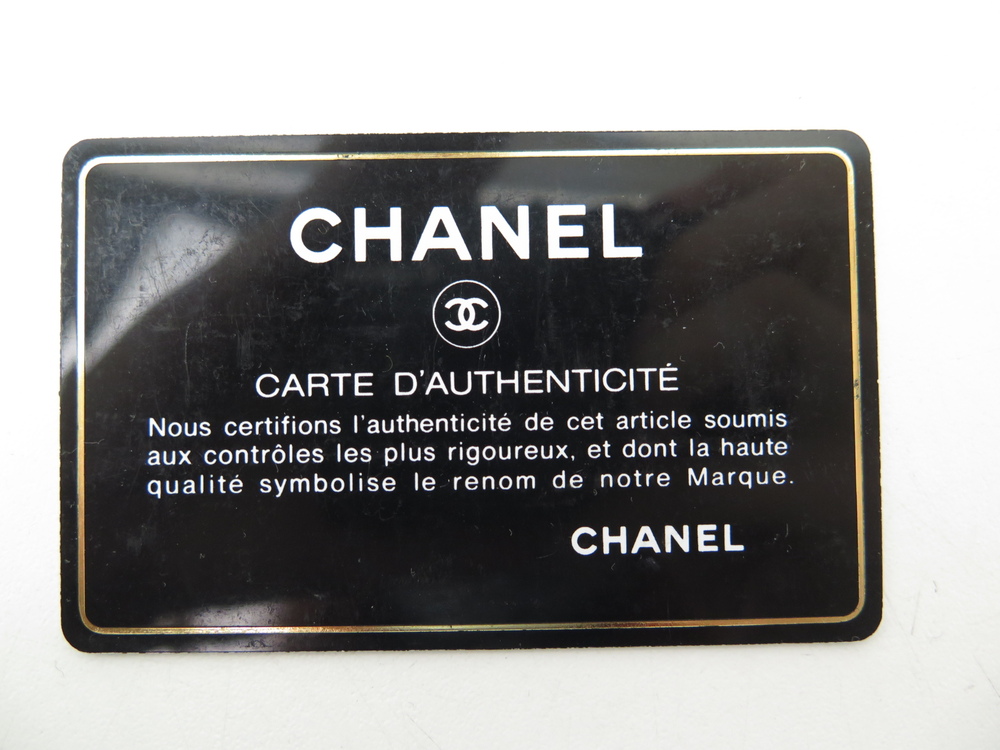 CHANEL
CARTE D'AUTHENTICITÉ
Nous certifions l'authenticité de cet article soumis
aux contrôles les plus rigoureux, et dont la haute
qualité symbolise le renom de notre Marque.
CHANEL